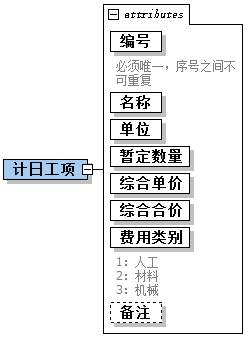 attributes
编号
必须唯一，序号之间不
可重复
名称
单位
暂定数量
计日工项
综合单价
综合合价
费用类别
1: 人工
2: 材料
3: 机械
备注